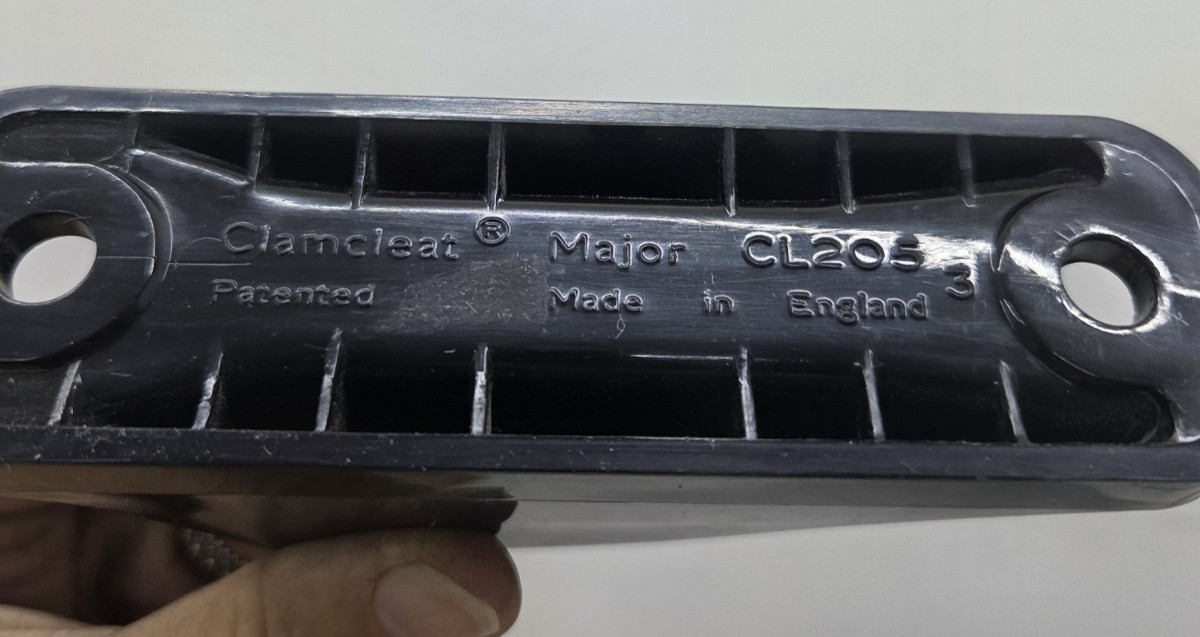 Clamcleat® Major CL205
Patented Made in England 3